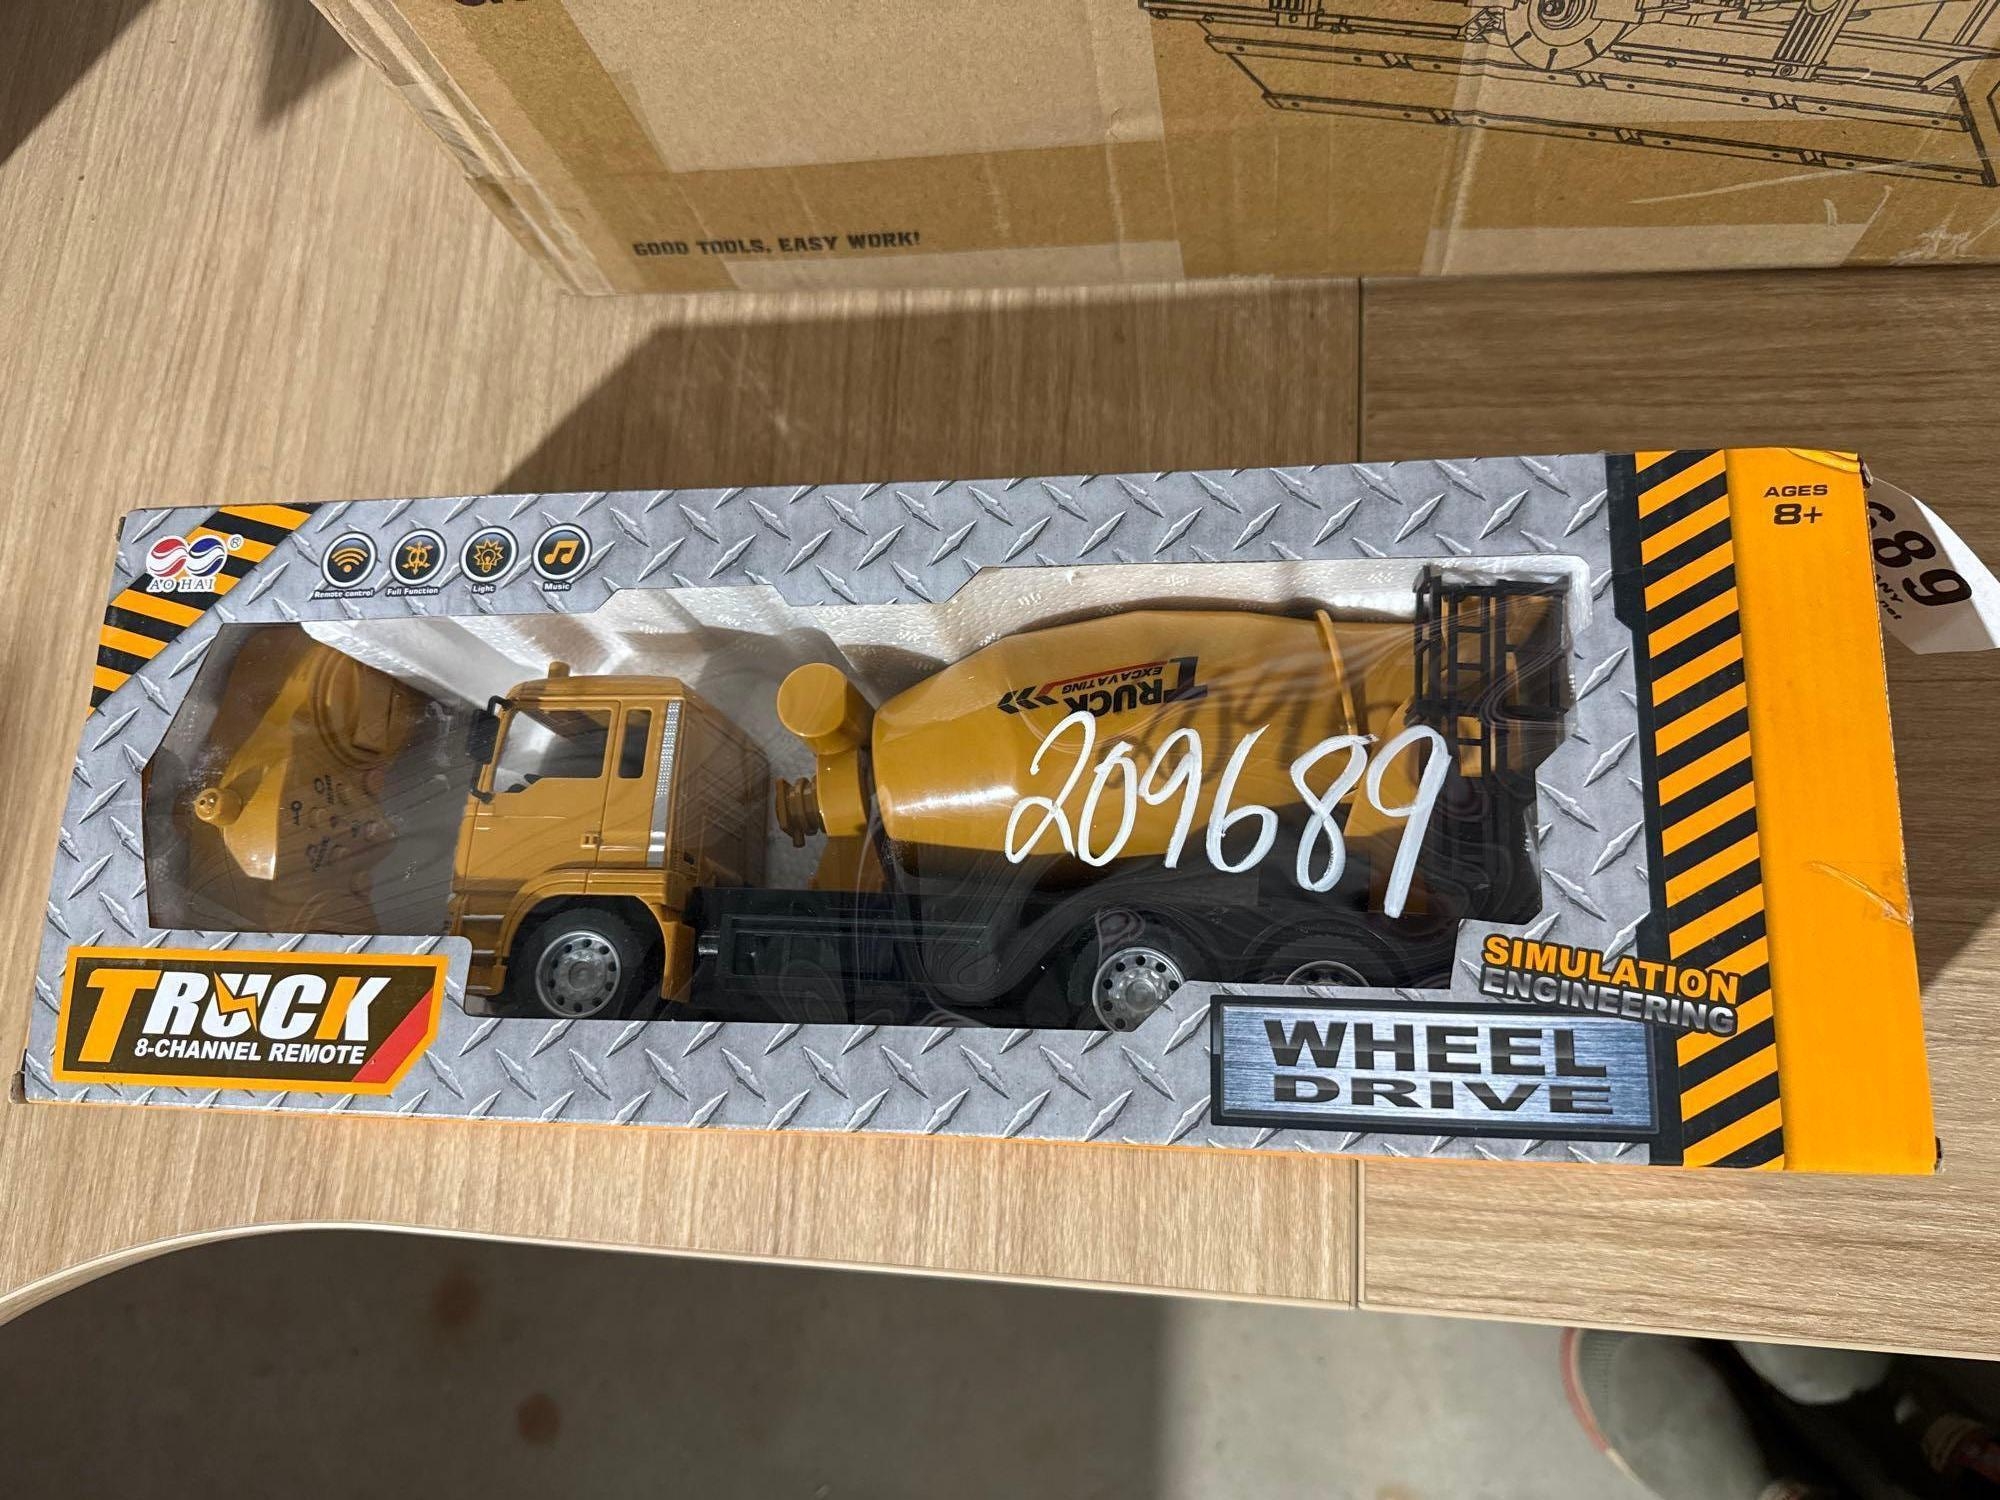 GOOD TOOLS, EASY WORK!
AGES
8+
AO HAI
®
Remote control
Full Function
Light
Music
TRUCK
EXCAVATING
209689
689
TRUCK
8-CHANNEL REMOTE
SIMULATION
ENGINEERING
WHEEL
DRIVE